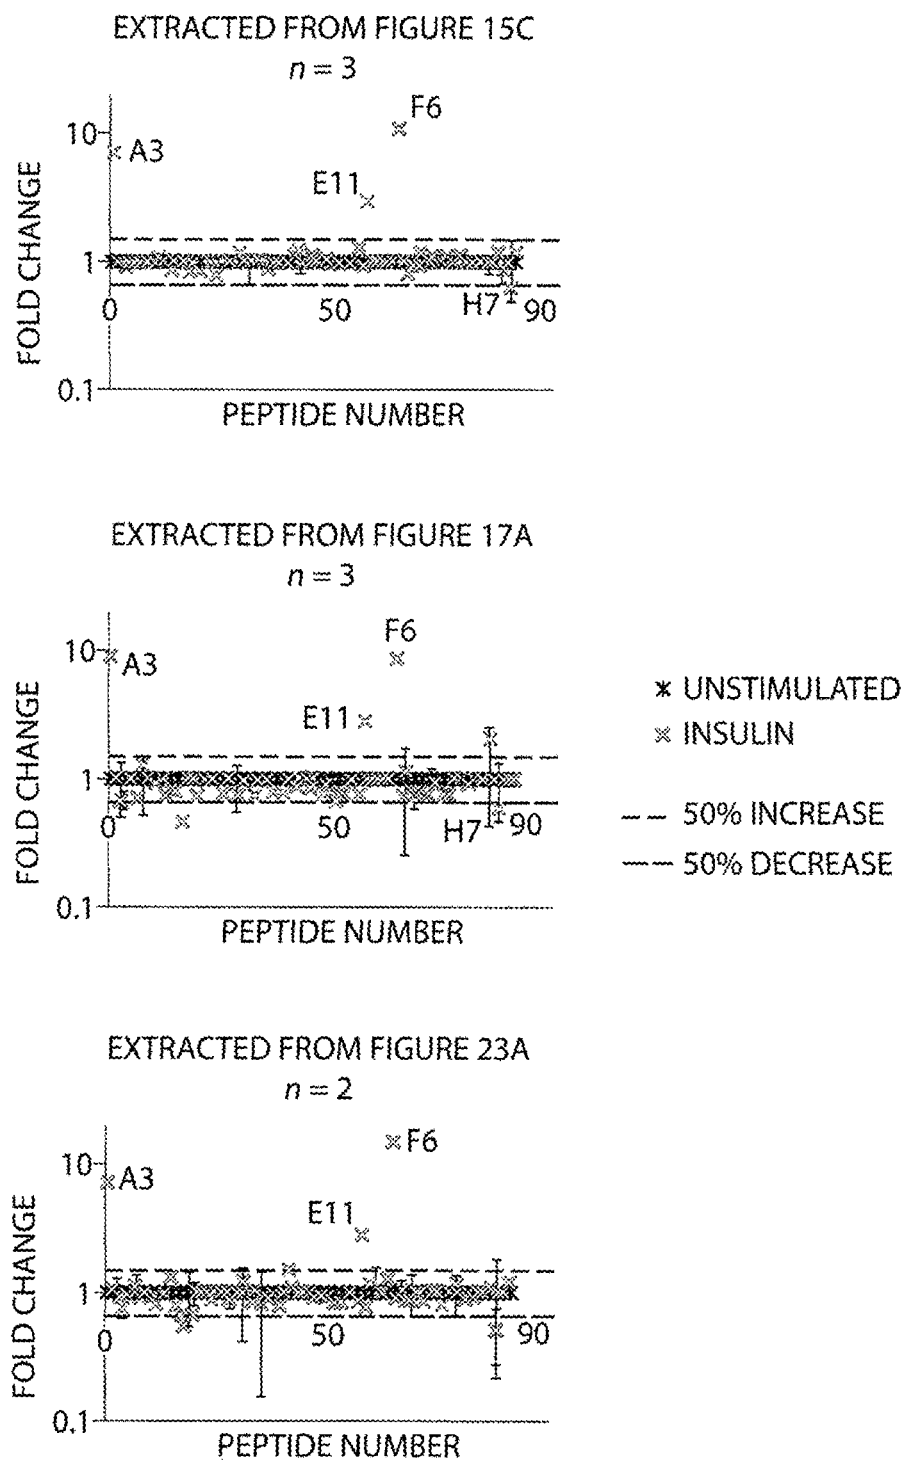 EXTRACTED FROM FIGURE 15C
n = 3
F6
10
A3
E11
1
H7
0
50
90
0.1
FOLD CHANGE
PEPTIDE NUMBER
EXTRACTED FROM FIGURE 17A
n = 3
F6
10
A3
E11
1
0
50
H7
90
0.1
FOLD CHANGE
PEPTIDE NUMBER
UNSTIMULATED
INSULIN
50% INCREASE
50% DECREASE
EXTRACTED FROM FIGURE 23A
n = 2
F6
10
A3
E11
1
0
50
90
0.1
FOLD CHANGE
PEPTIDE NUMBER